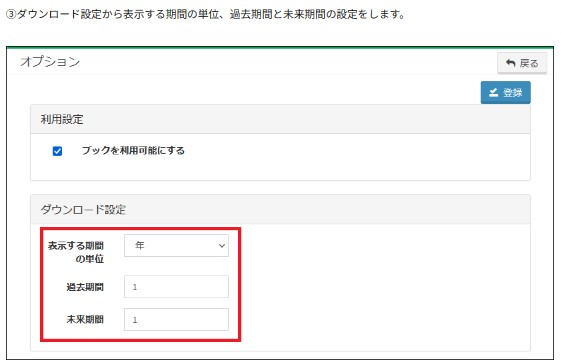 ③ダウンロード設定から表示する期間の単位、過去期間と未来期間の設定をします。
オプション
戻る
登録
利用設定
ブックを利用可能にする
ダウンロード設定
表示する期間
の単位
年
過去期間
1
未来期間
1